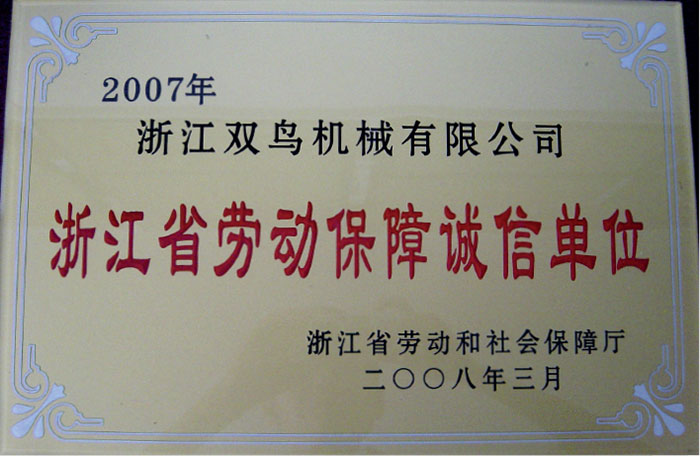 2007年
浙江双鸟机械有限公司
浙江省劳动保障诚信单位
浙江省劳动和社会保障厅
二〇〇八年三月